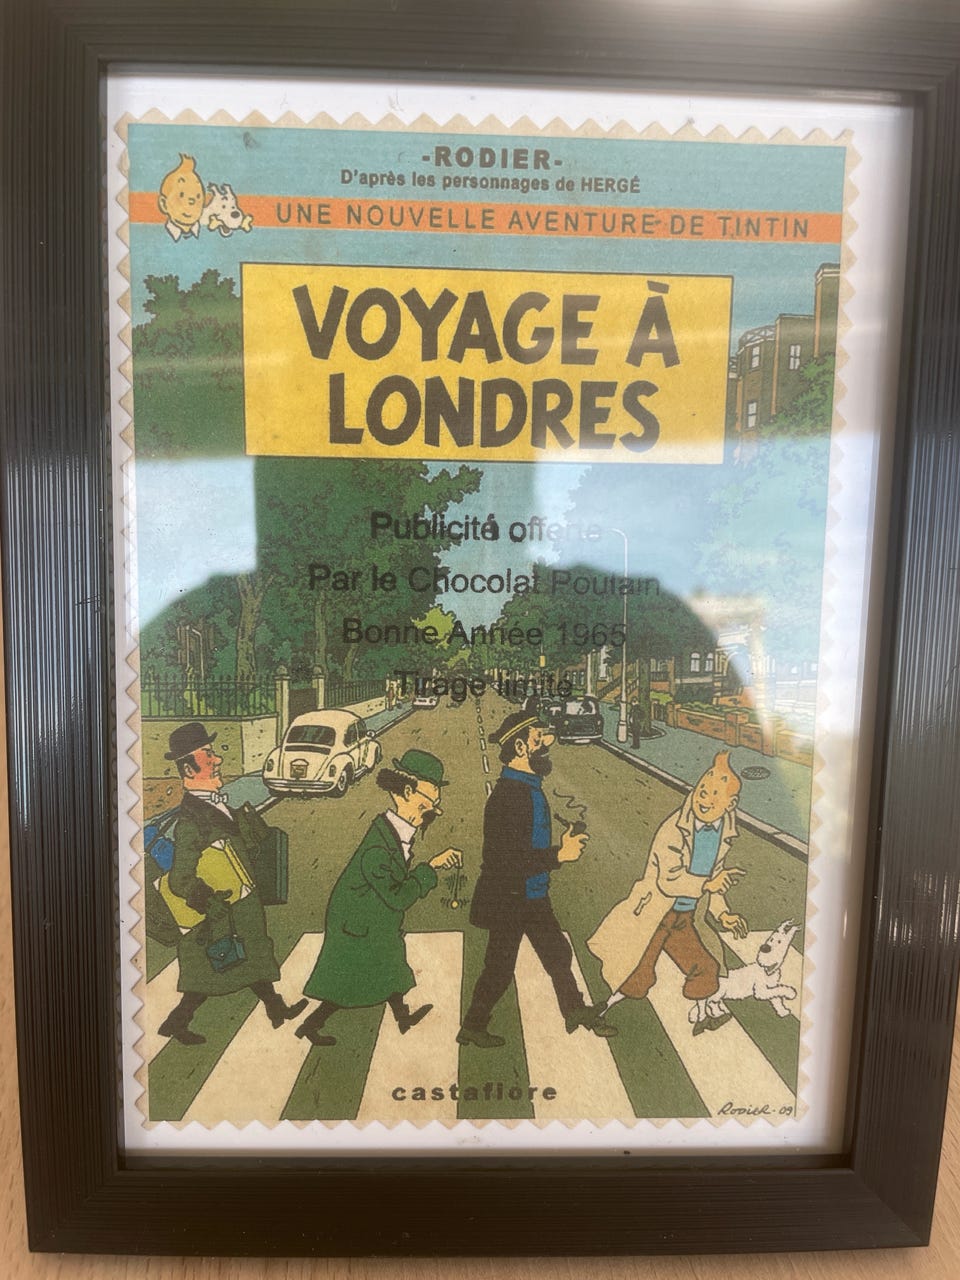 -RODIER-
D'après les personnages de HERGÉ
UNE NOUVELLE AVENTURE DE TINTIN
VOYAGE À
LONDRES
Publicité offerte
Par le Chocolat Poulain
Bonne Année 1965
Tirage limité
castafiore
RODIER-09